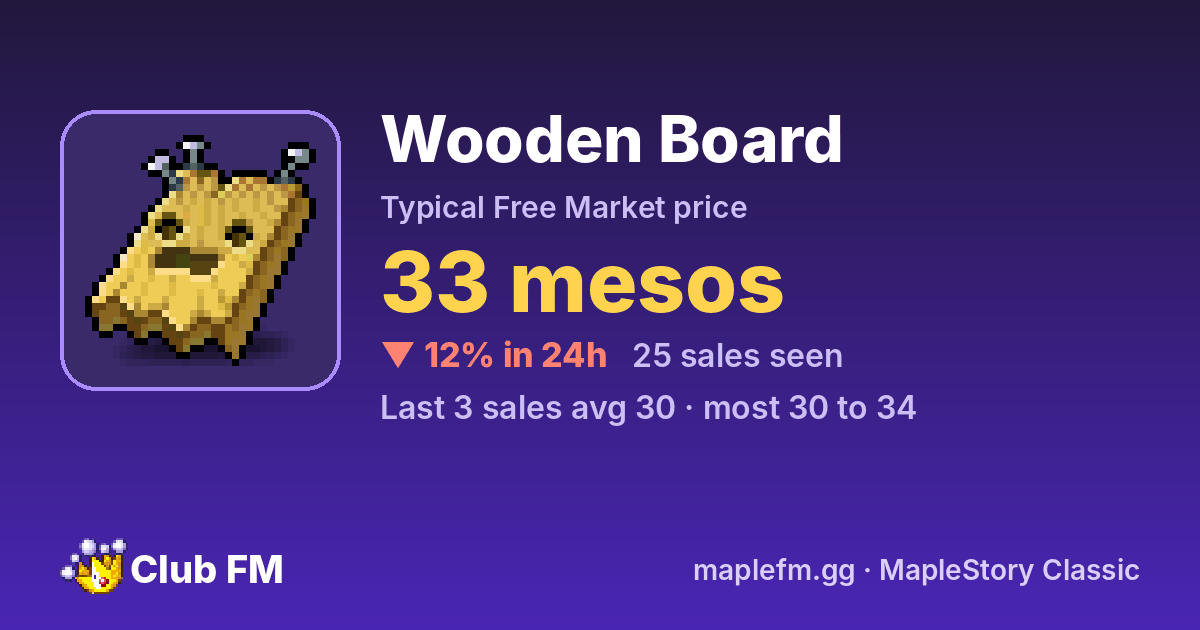 Wooden Board
Typical Free Market price
33 mesos
▼ 12% in 24h 25 sales seen
Last 3 sales avg 30 · most 30 to 34
Club FM
maplefm.gg · MapleStory Classic